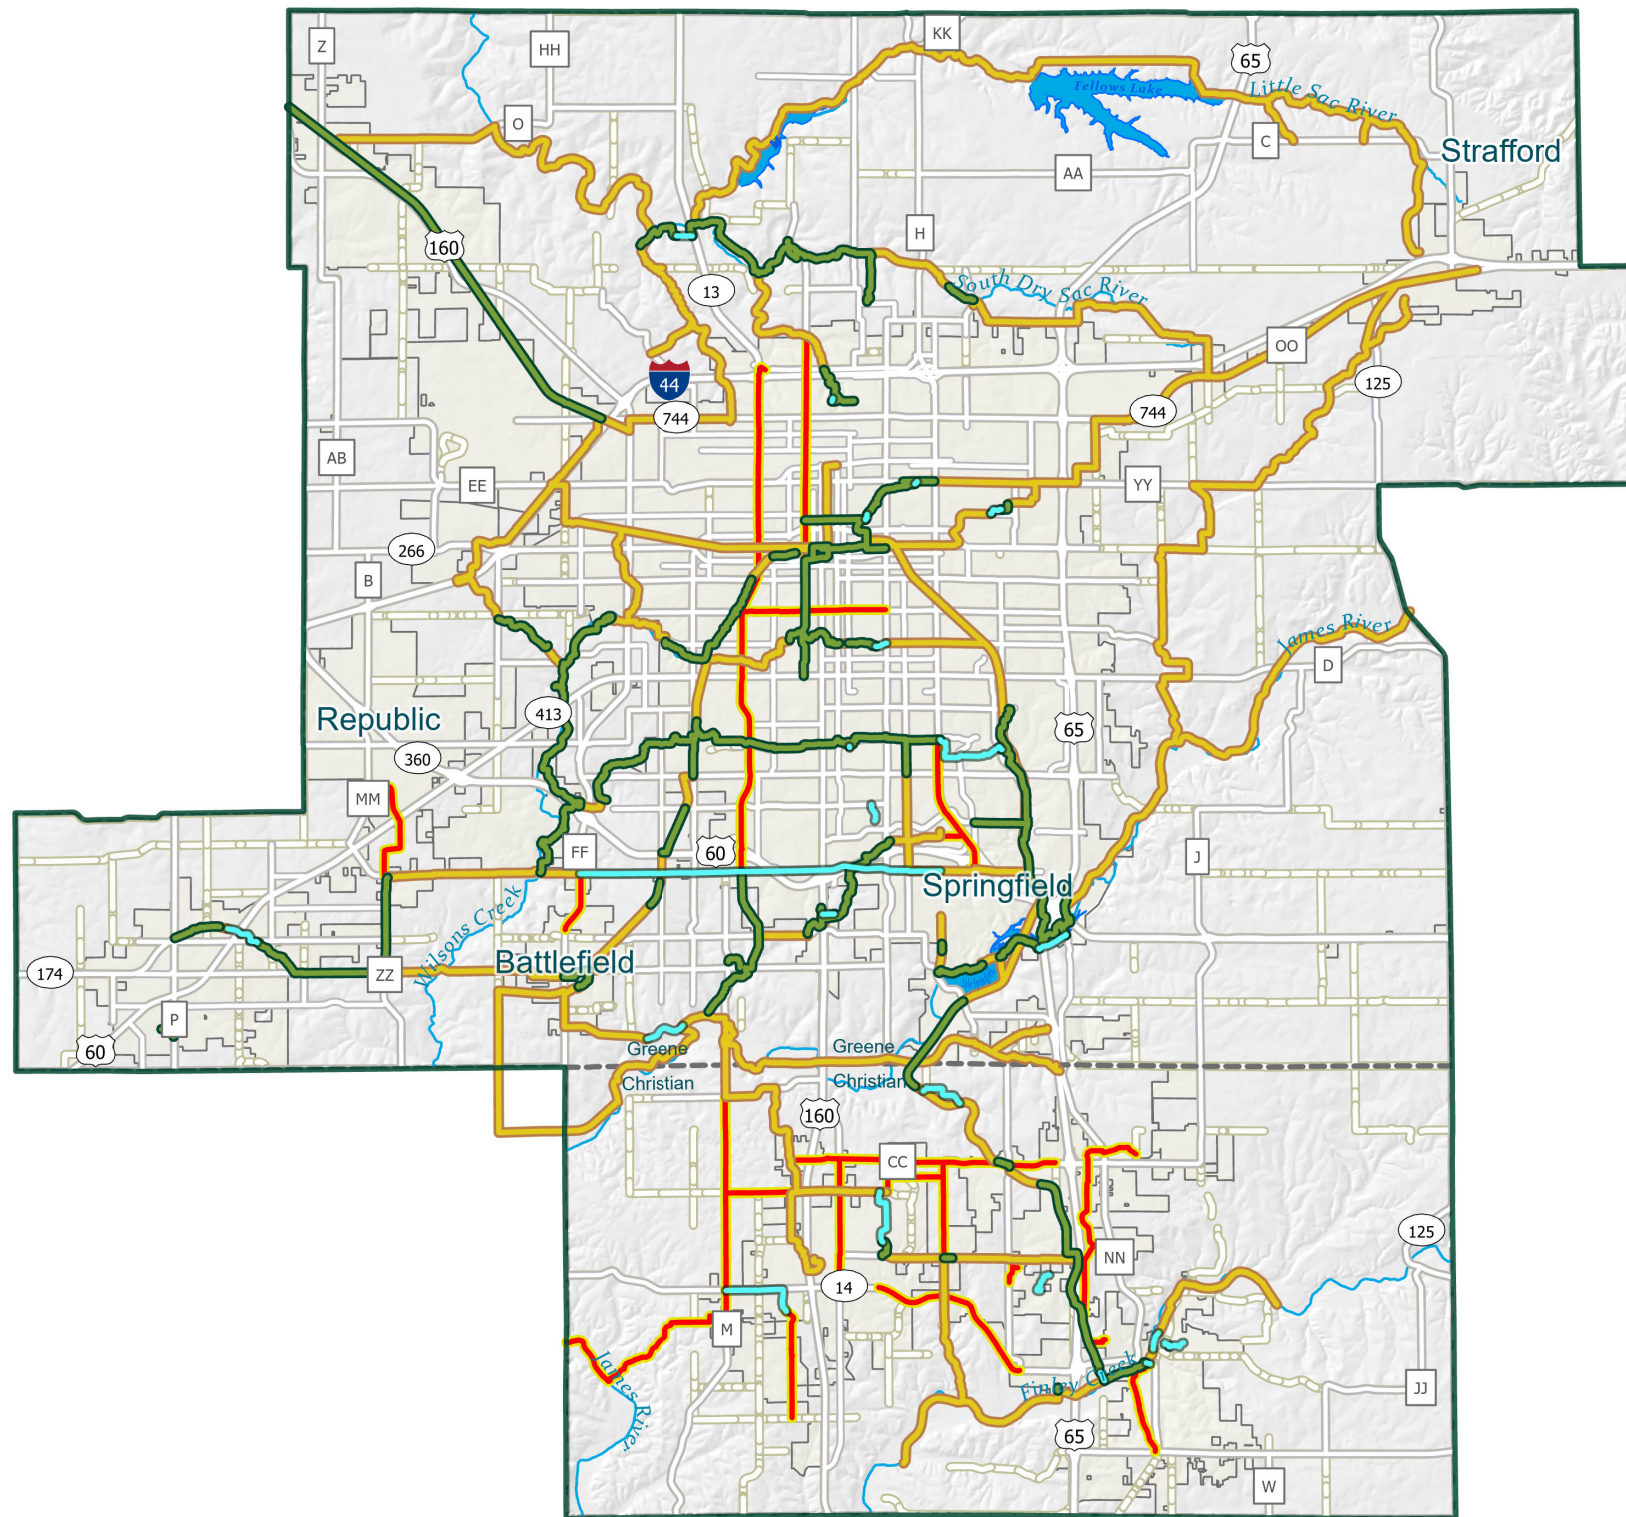 KK
Z
HH
65
Fellows Lake
Little Sac River
O
C
Strafford
AA
H
160
13
South Dry Sac River
OO
44
125
744
744
AB
EE
YY
266
B
James River
D
Republic
413
65
360
MM
FF
60
J
Springfield
Wilsons Creek
Battlefield
174
ZZ
P
60
Greene
Greene
Christian
Christian
160
CC
125
NN
14
M
James River
Finley Creek
JJ
65
W